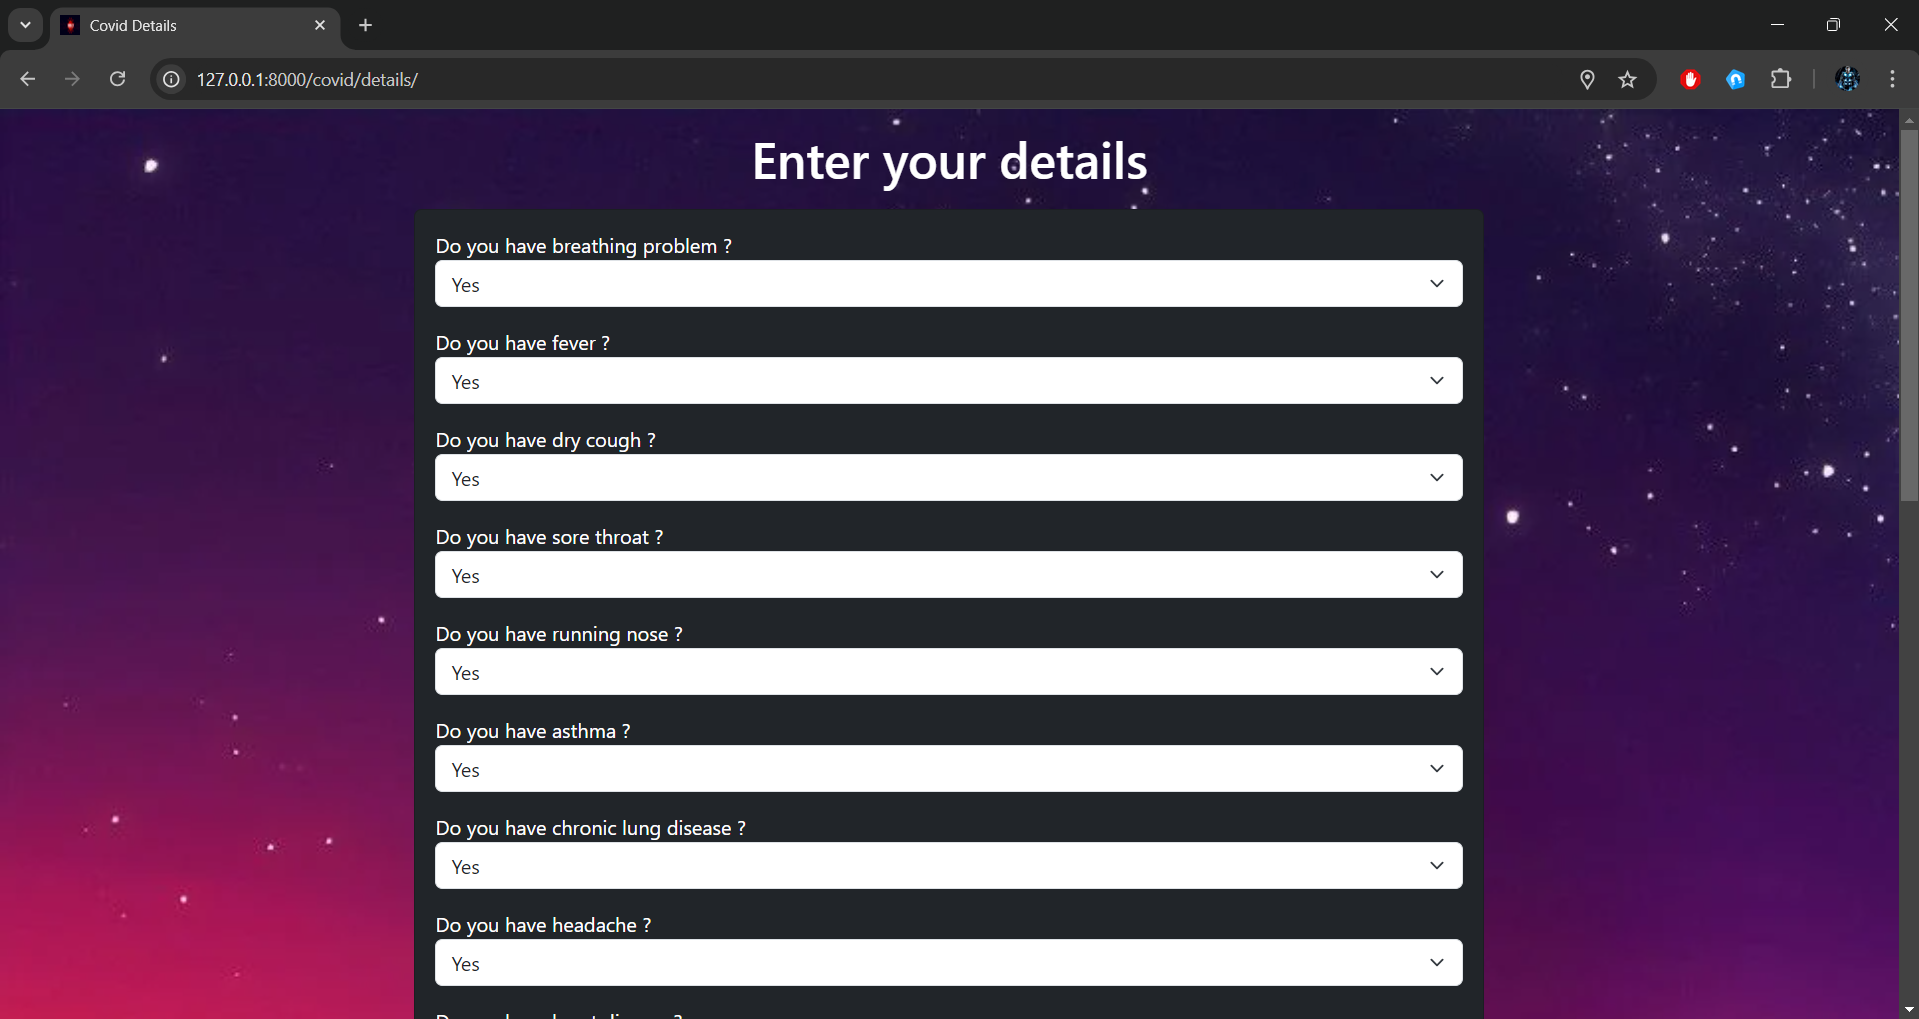 Covid Details
127.0.0.1:8000/covid/details/
Enter your details
Do you have breathing problem ?
Yes
Do you have fever ?
Yes
Do you have dry cough ?
Yes
Do you have sore throat ?
Yes
Do you have running nose ?
Yes
Do you have asthma ?
Yes
Do you have chronic lung disease ?
Yes
Do you have headache ?
Yes